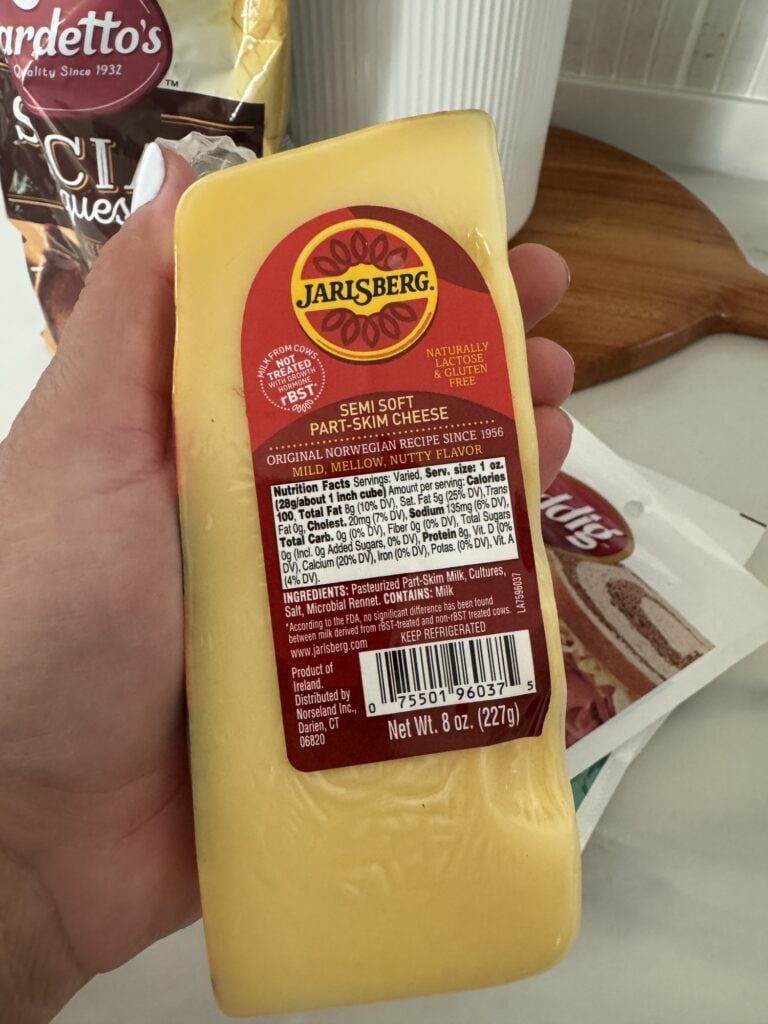 ardetto's
Quality Since 1932
TM
JARLSBERG.
MILK FROM COWS
NOT
TREATED
WITH GROWTH
HORMONE
rBST*
NATURALLY
LACTOSE
& GLUTEN
FREE
SEMI SOFT
PART-SKIM CHEESE
ORIGINAL NORWEGIAN RECIPE SINCE 1956
MILD, MELLOW, NUTTY FLAVOR
Nutrition Facts Servings: Varied, Serv. size: 1 oz.
(28g/about 1 inch cube) Amount per serving: Calories
100, Total Fat 8g (10% DV), Sat. Fat 5g (25% DV), Trans
Fat 0g, Cholest. 20mg (7% DV), Sodium 135mg (6% DV),
Total Carb. 0g (0% DV), Fiber 0g (0% DV), Total Sugars
0g (Incl. 0g Added Sugars, 0% DV), Protein 8g, Vit. D (0%
DV), Calcium (20% DV), Iron (0% DV), Potas. (0% DV), Vit. A
(4% DV).
INGREDIENTS: Pasteurized Part-Skim Milk, Cultures,
Salt, Microbial Rennet. CONTAINS: Milk
*According to the FDA, no significant difference has been found
between milk derived from rBST-treated and non-rBST treated cows.
www.jarlsberg.com KEEP REFRIGERATED
LA7596037
Product of
Ireland.
Distributed by
Norseland Inc.,
Darien, CT
06820
0 75501 96037 5
Net Wt. 8 oz. (227g)
ddig